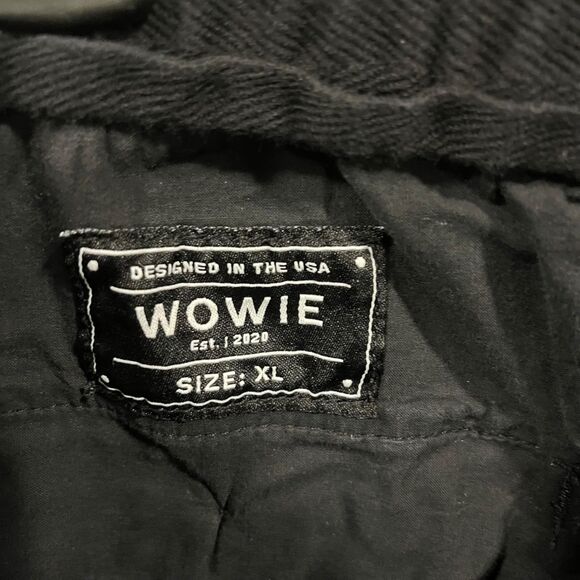 DESIGNED IN THE USA
WOWIE
Est. | 2020
SIZE: XL